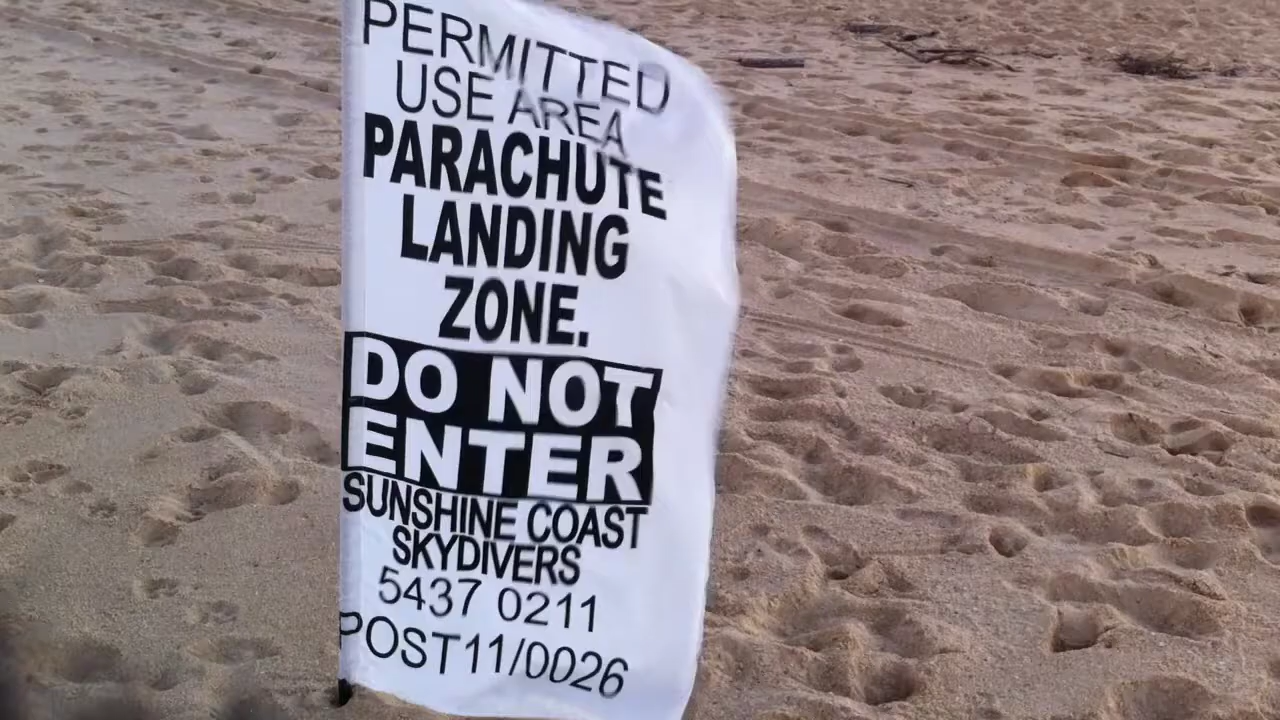 PERMITTED
USE AREA
PARACHUTE
LANDING
ZONE.
DO NOT
ENTER
SUNSHINE COAST
SKYDIVERS
5437 0211
POST11/0026